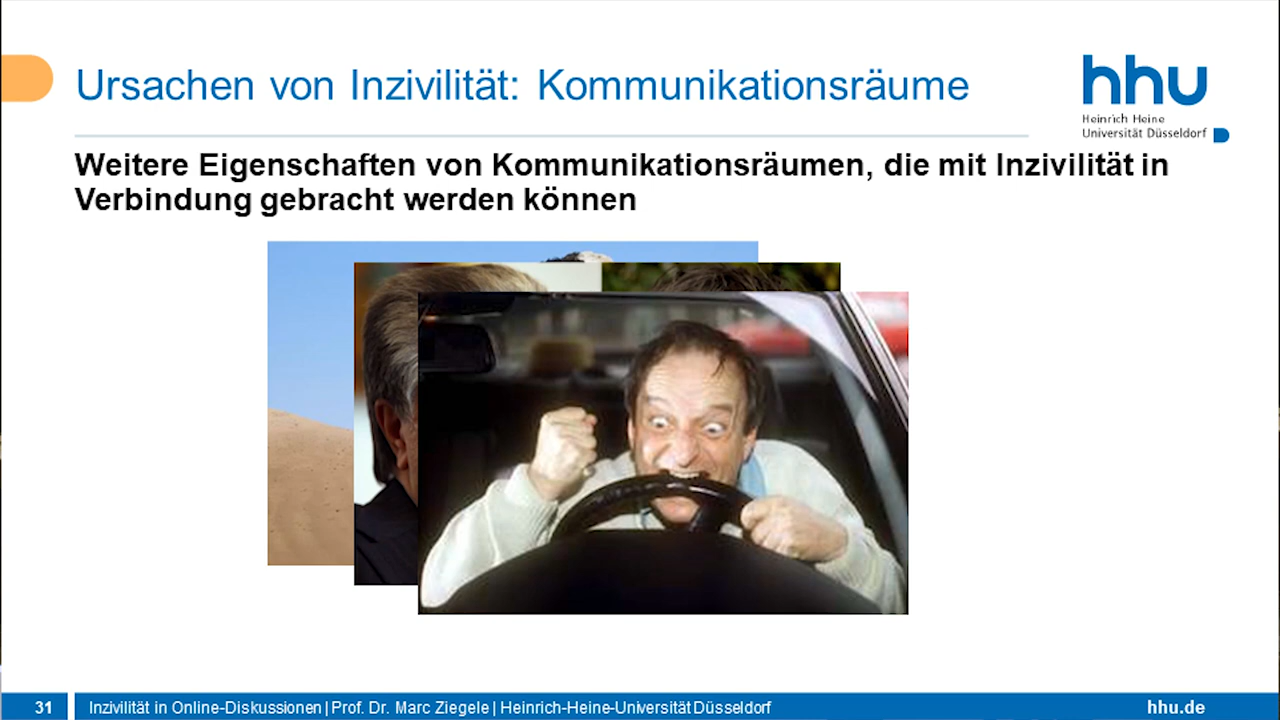 Ursachen von Inzivilität: Kommunikationsräume
hhu
Heinrich Heine
Universität Düsseldorf
Weitere Eigenschaften von Kommunikationsräumen, die mit Inzivilität in
Verbindung gebracht werden können
31 Inzivilität in Online-Diskussionen | Prof. Dr. Marc Ziegele | Heinrich-Heine-Universität Düsseldorf hhu.de